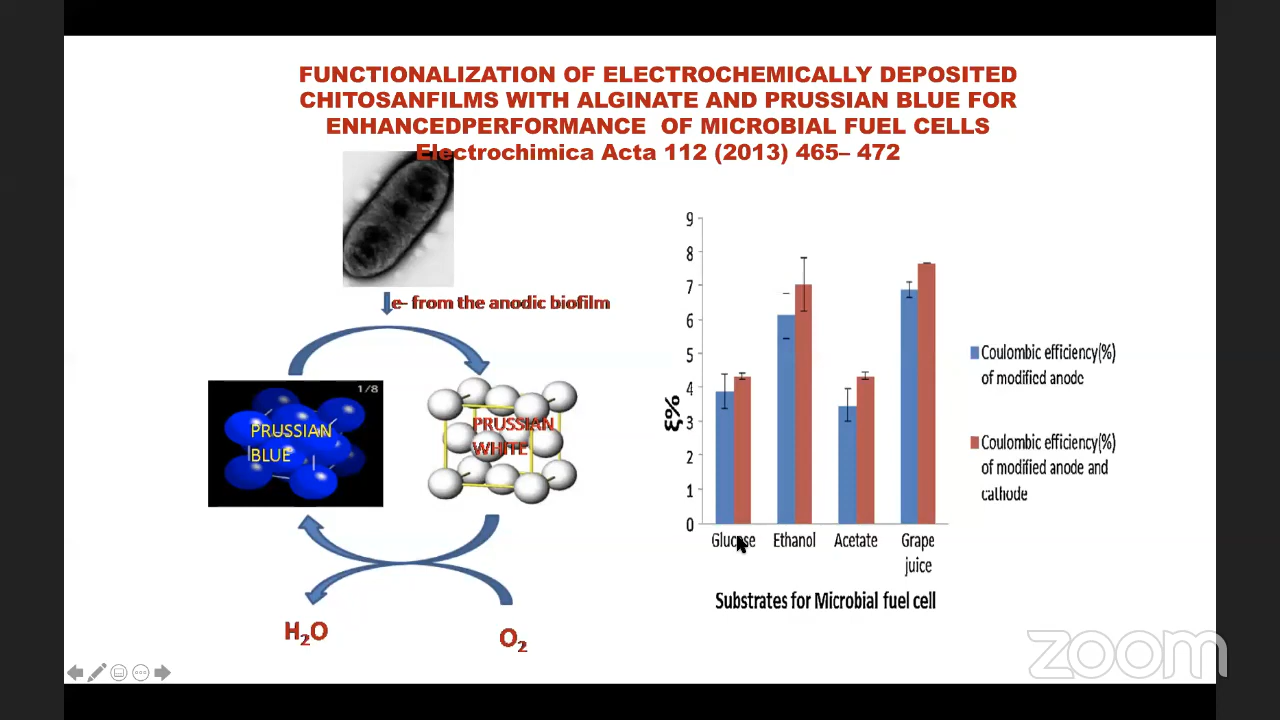 FUNCTIONALIZATION OF ELECTROCHEMICALLY DEPOSITED
CHITOSANFILMS WITH ALGINATE AND PRUSSIAN BLUE FOR
ENHANCEDPERFORMANCE OF MICROBIAL FUEL CELLS
Electrochimica Acta 112 (2013) 465– 472
e- from the anodic biofilm
1/8
PRUSSIAN
BLUE
PRUSSIAN
WHITE
H2O
O2
9
8
7
6
5
4
3
2
1
0
ξ%
Glucose Ethanol Acetate Grape
juice
Substrates for Microbial fuel cell
Coulombic efficiency(%)
of modified anode
Coulombic efficiency(%)
of modified anode and
cathode
zoom